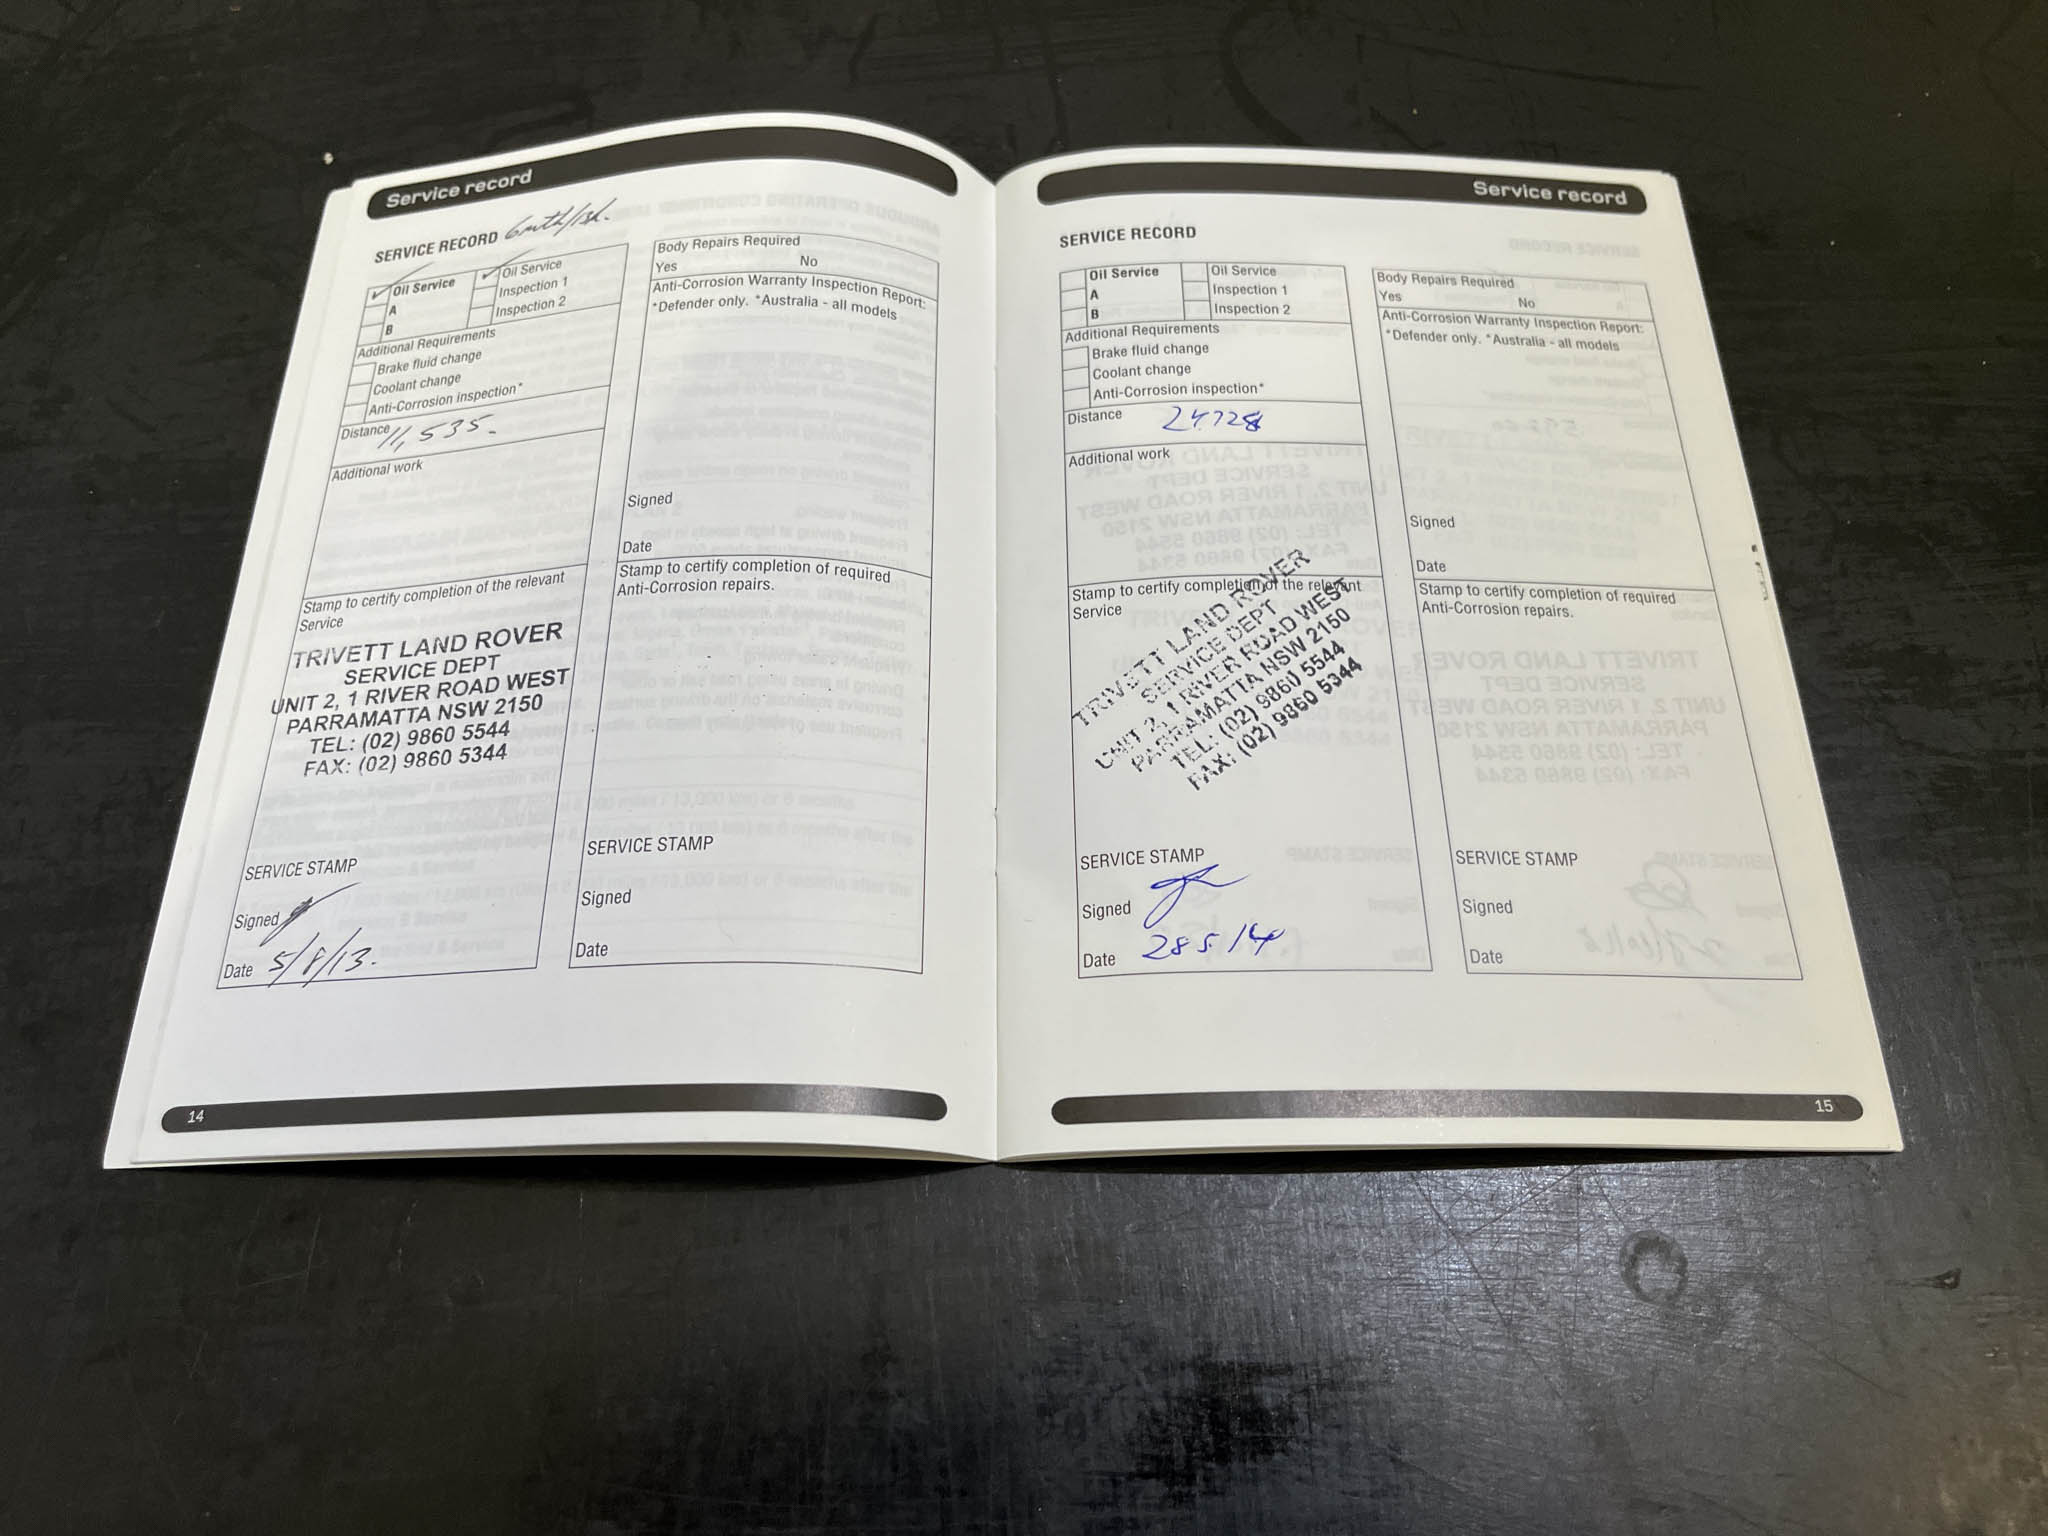 Service record
SERVICE RECORD 6mth/
Oil Service
A
B
Oil Service
Inspection 1
Inspection 2
Additional Requirements
Brake fluid change
Coolant change
Anti-Corrosion inspection*
Distance 11,535.
Additional work
Stamp to certify completion of the relevant
Service
TRIVETT LAND ROVER
SERVICE DEPT
UNIT 2, 1 RIVER ROAD WEST
PARRAMATTA NSW 2150
TEL: (02) 9860 5544
FAX: (02) 9860 5344
SERVICE STAMP
Signed
Date 5/8/13.
Body Repairs Required
Yes No
Anti-Corrosion Warranty Inspection Report:
*Defender only. *Australia - all models
Signed
Date
Stamp to certify completion of required
Anti-Corrosion repairs.
SERVICE STAMP
Signed
Date
14
Service record
SERVICE RECORD
Oil Service
A
B
Oil Service
Inspection 1
Inspection 2
Additional Requirements
Brake fluid change
Coolant change
Anti-Corrosion inspection*
Distance 24728
Additional work
Stamp to certify completion of the relevant
Service
TRIVETT LAND ROVER
SERVICE DEPT
UNIT 2, 1 RIVER ROAD WEST
PARRAMATTA NSW 2150
TEL: (02) 9860 5544
FAX: (02) 9860 5344
SERVICE STAMP
Signed
Date 28 5 /14
Body Repairs Required
Yes No
Anti-Corrosion Warranty Inspection Report:
*Defender only. *Australia - all models
Signed
Date
Stamp to certify completion of required
Anti-Corrosion repairs.
SERVICE STAMP
Signed
Date
15